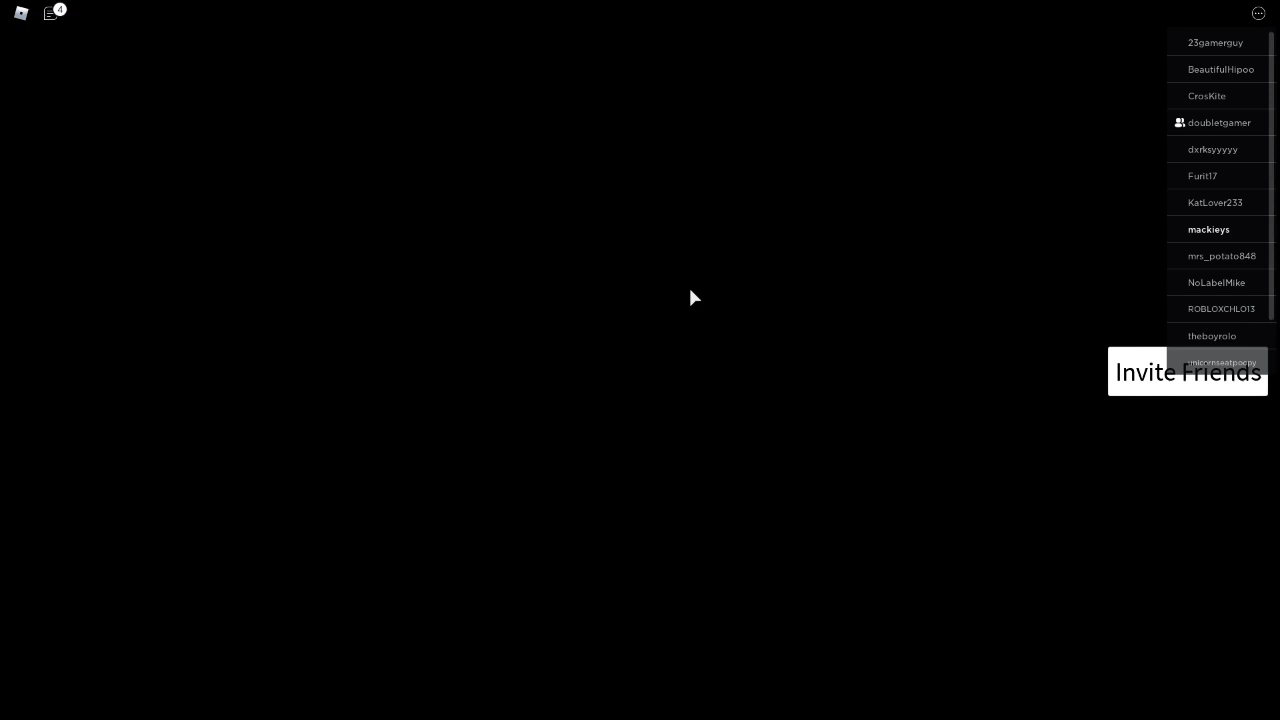 4
23gamerguy
BeautifulHipoo
CrosKite
doubletgamer
dxrksyyyyy
Furit17
KatLover233
mackieys
mrs_potato848
NoLabelMike
ROBLOXCHLO13
theboyrolo
Invite Friends